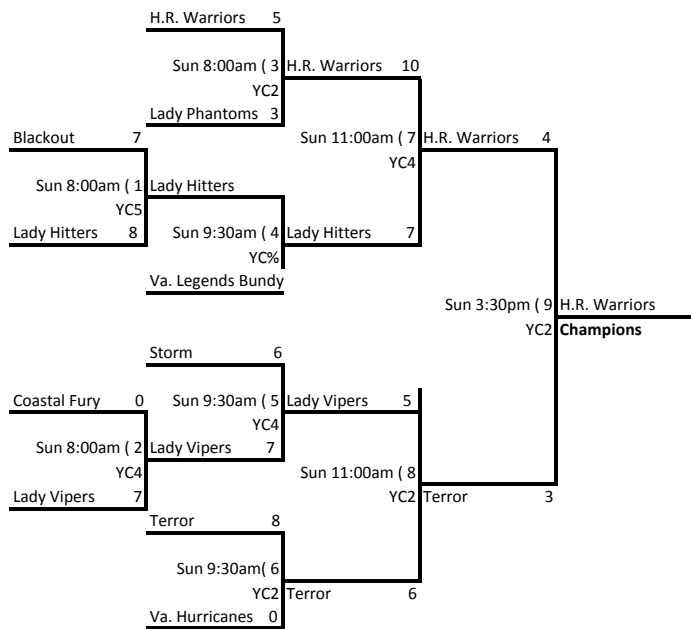 H.R. Warriors 5
Sun 8:00am ( 3 H.R. Warriors 10
YC2
Lady Phantoms 3
Blackout 7 Sun 11:00am ( 7 H.R. Warriors 4
YC4
Sun 8:00am ( 1 Lady Hitters
YC5
Lady Hitters 8 Sun 9:30am ( 4 Lady Hitters 7
YC%
Va. Legends Bundy
Sun 3:30pm ( 9 H.R. Warriors
YC2 Champions
Storm 6
Coastal Fury 0 Sun 9:30am ( 5 Lady Vipers 5
YC4
Sun 8:00am ( 2 Lady Vipers 7
YC4
Sun 11:00am ( 8
Lady Vipers 7 YC2 Terror 3
Terror 8
Sun 9:30am( 6
YC2 Terror 6
Va. Hurricanes 0